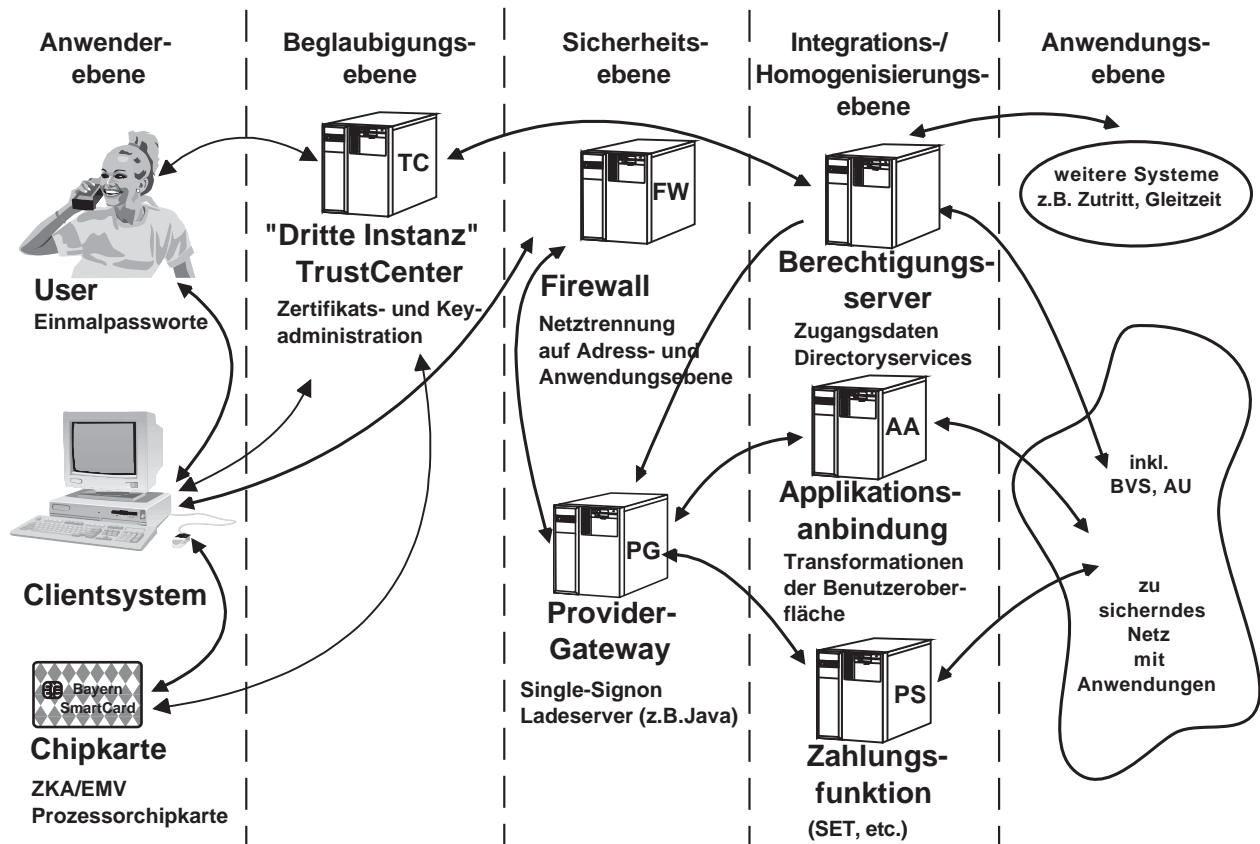 Anwender-
ebene
Beglaubigungs-
ebene
Sicherheits-
ebene
Integrations-/
Homogenisierungs-
ebene
Anwendungs-
ebene
User
Einmalpassworte
Clientsystem
Bayern
SmartCard
Chipkarte
ZKA/EMV
Prozessorchipkarte
TC
"Dritte Instanz"
TrustCenter
Zertifikats- und Key-
administration
FW
Firewall
Netztrennung
auf Adress- und
Anwendungsebene
PG
Provider-
Gateway
Single-Signon
Ladeserver (z.B.Java)
Berechtigungs-
server
Zugangsdaten
Directoryservices
AA
Applikations-
anbindung
Transformationen
der Benutzerober-
fläche
PS
Zahlungs-
funktion
(SET, etc.)
weitere Systeme
z.B. Zutritt, Gleitzeit
inkl.
BVS, AU
zu
sicherndes
Netz
mit
Anwendungen